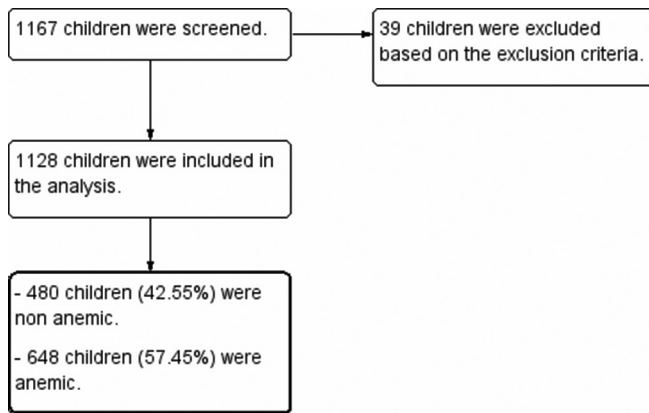 1167 children were screened.
39 children were excluded
based on the exclusion criteria.
1128 children were included in
the analysis.
- 480 children (42.55%) were
non anemic.
- 648 children (57.45%) were
anemic.